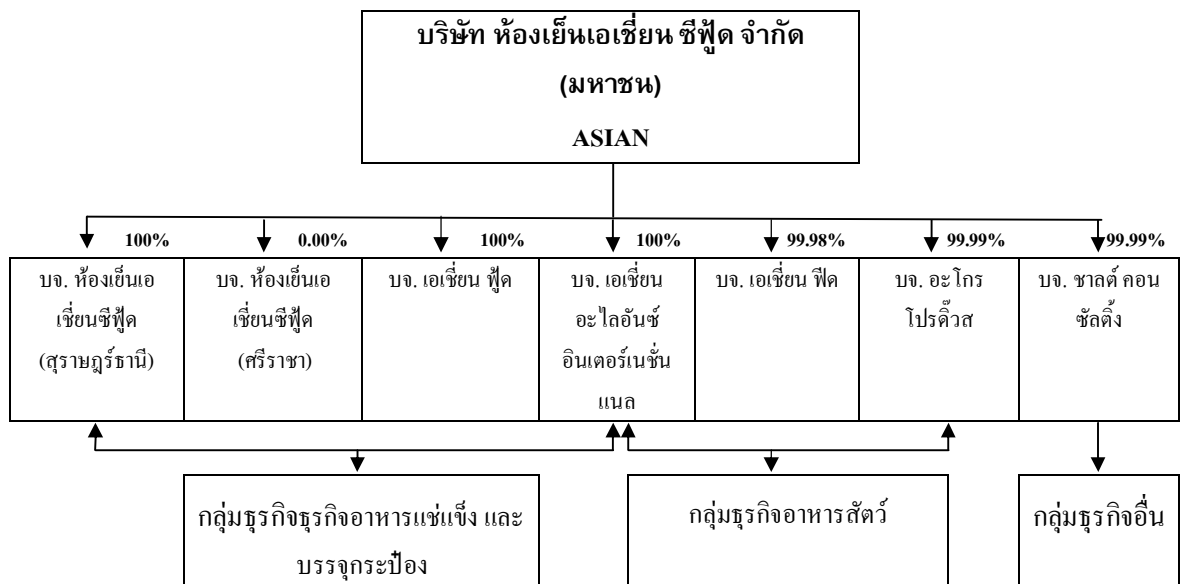 บริษัท ห้องเย็นเอเชี่ยน ซีฟู้ด จำกัด
(มหาชน)
ASIAN
100%
0.00%
100%
100%
99.98%
99.99%
99.99%
บจ. ห้องเย็นเอ
เชี่ยนซีฟู้ด
(สุราษฎร์ธานี)
บจ. ห้องเย็นเอ
เชี่ยนซีฟู้ด
(ศรีราชา)
บจ. เอเชี่ยน ฟู้ด
บจ. เอเชี่ยน
อะไลอันซ์
อินเตอร์เนชั่น
แนล
บจ. เอเชี่ยน ฟีด
บจ. อะโกร
โปรดิ๊วส
บจ. ชาลต์ คอน
ซัลติ้ง
กลุ่มธุรกิจธุรกิจอาหารแช่แข็ง และ
บรรจุกระป๋อง
กลุ่มธุรกิจอาหารสัตว์
กลุ่มธุรกิจอื่น